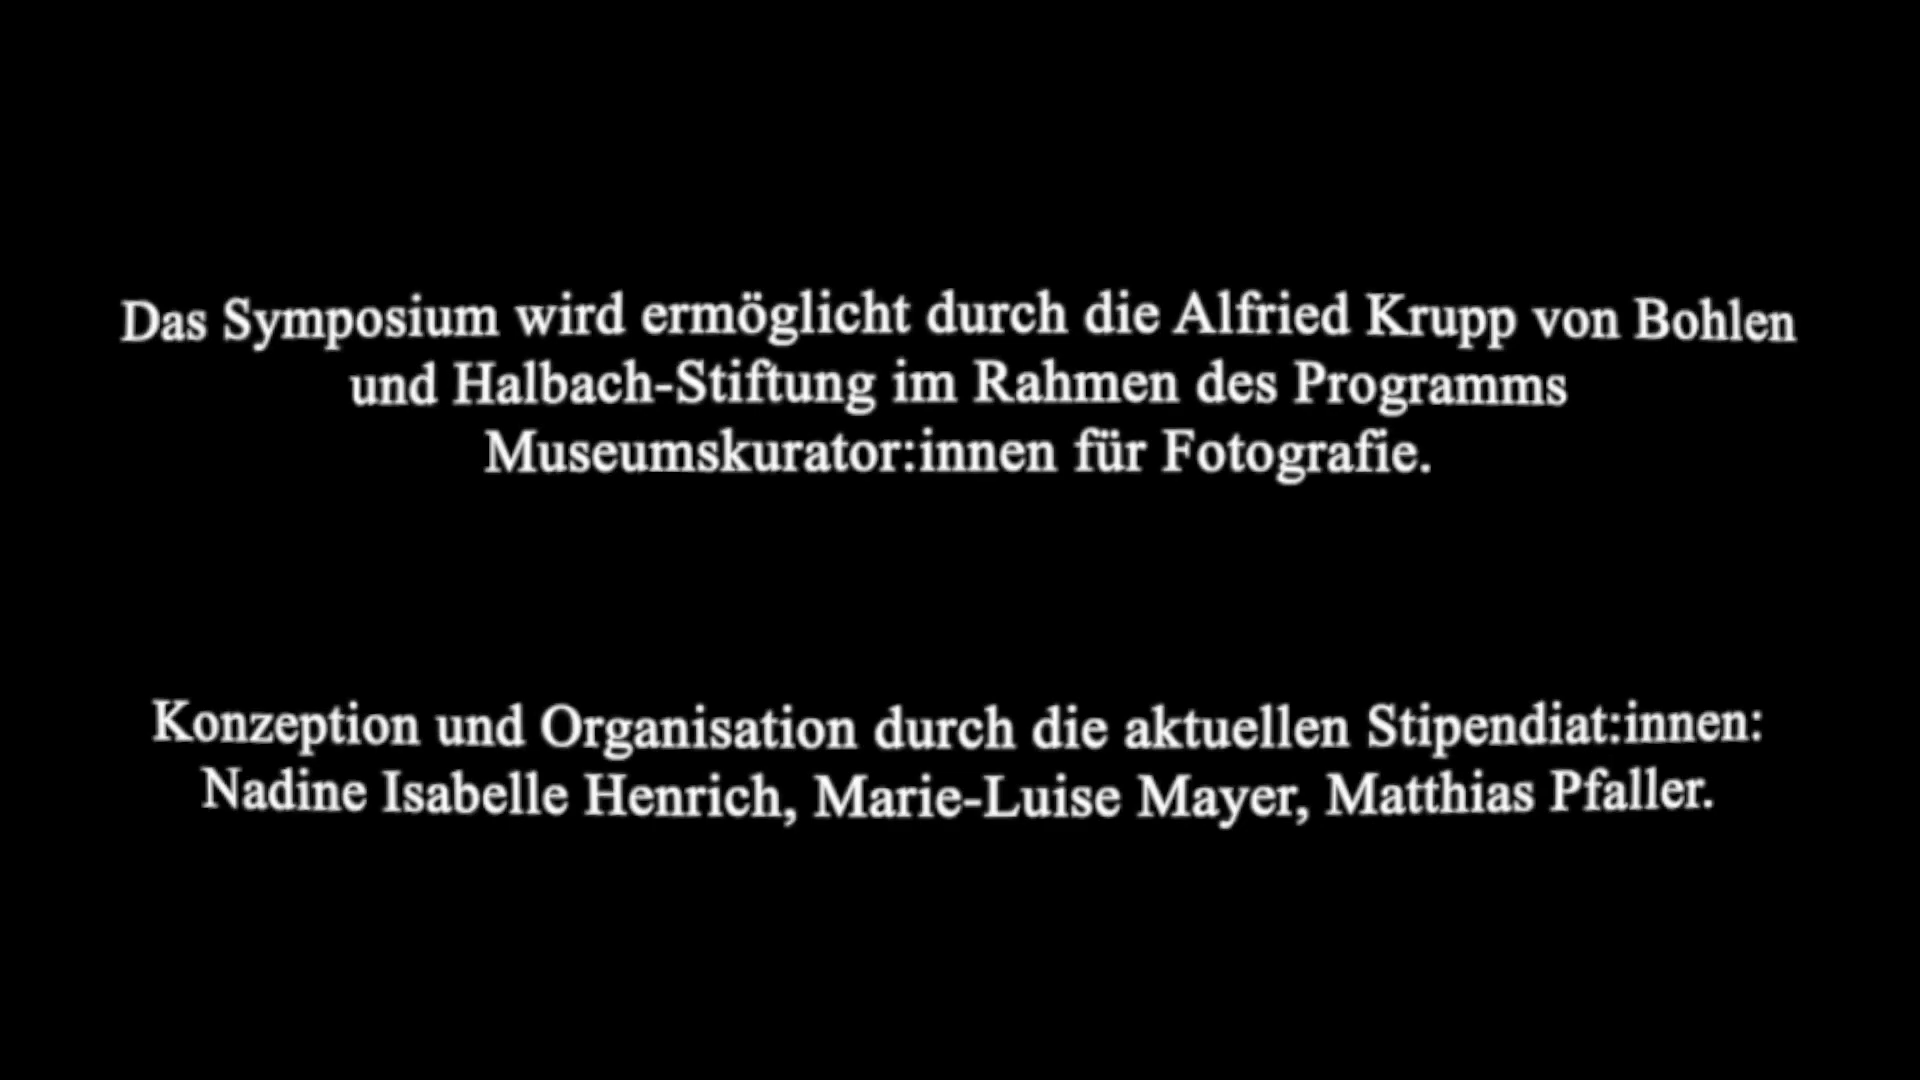 Das Symposium wird ermöglicht durch die Alfried Krupp von Bohlen
und Halbach-Stiftung im Rahmen des Programms
Museumskurator:innen für Fotografie.
Konzeption und Organisation durch die aktuellen Stipendiat:innen:
Nadine Isabelle Henrich, Marie-Luise Mayer, Matthias Pfaller.